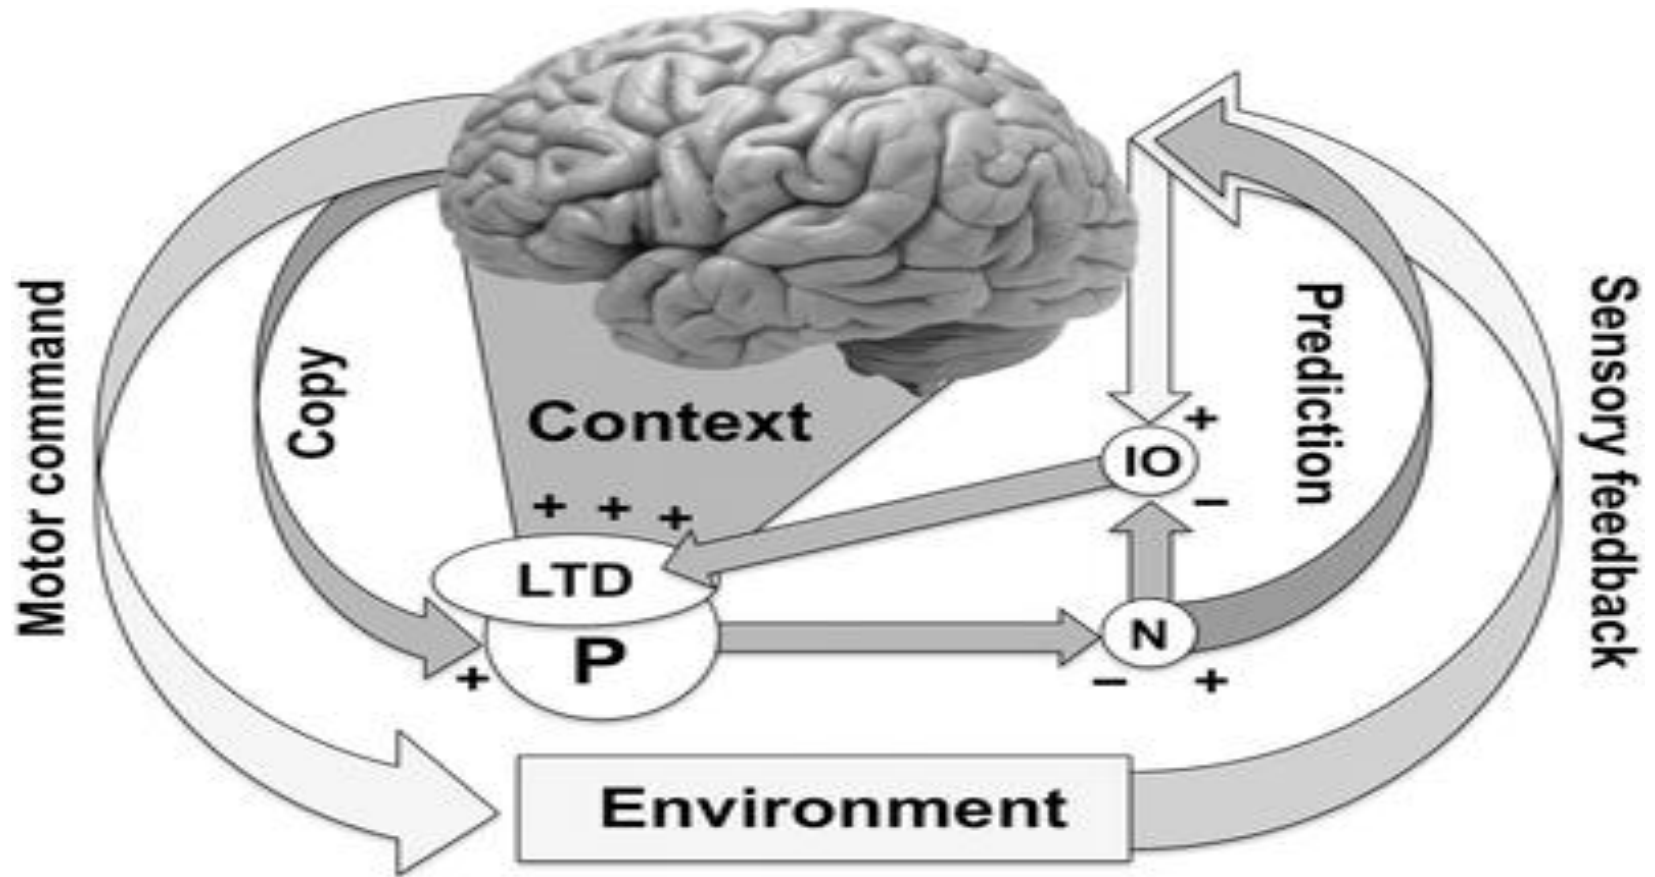 Motor command
Copy
Context
+ + +
LTD
P
+
IO
+
−
N
−
+
Prediction
Sensory feedback
Environment